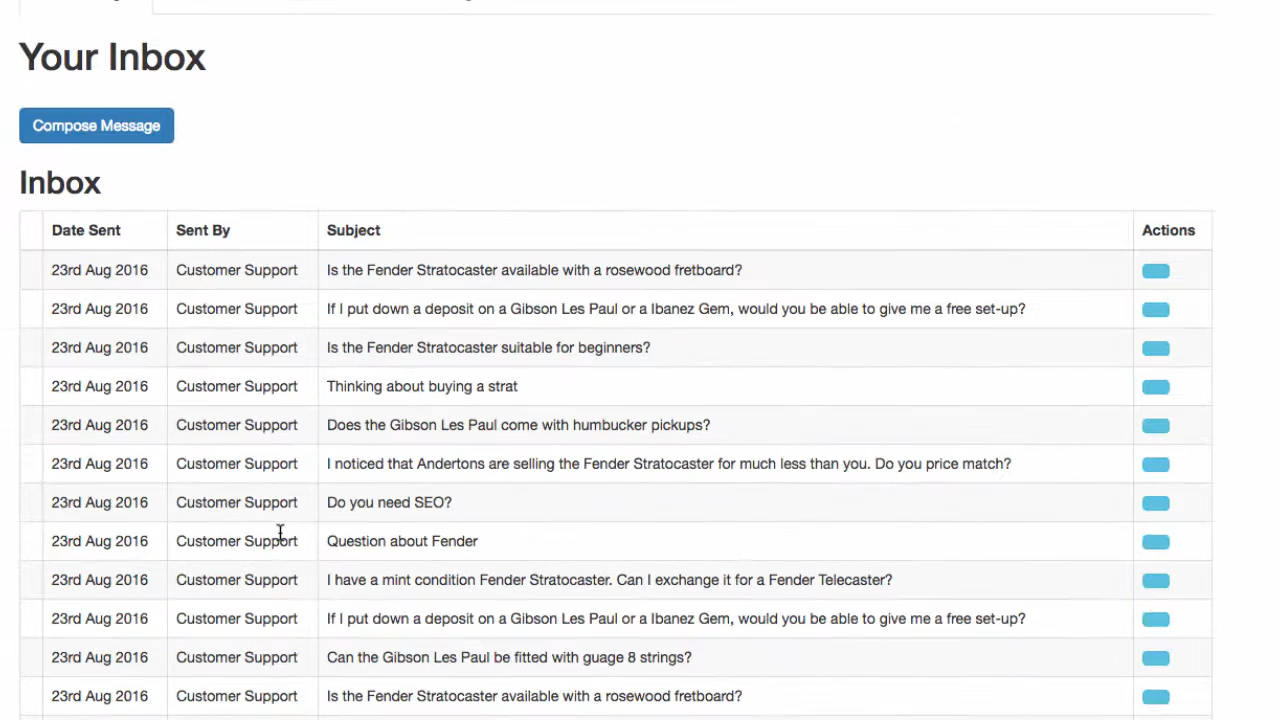 Your Inbox
Compose Message
Inbox
Date Sent Sent By Subject Actions
23rd Aug 2016 Customer Support Is the Fender Stratocaster available with a rosewood fretboard?
23rd Aug 2016 Customer Support If I put down a deposit on a Gibson Les Paul or a Ibanez Gem, would you be able to give me a free set-up?
23rd Aug 2016 Customer Support Is the Fender Stratocaster suitable for beginners?
23rd Aug 2016 Customer Support Thinking about buying a strat
23rd Aug 2016 Customer Support Does the Gibson Les Paul come with humbucker pickups?
23rd Aug 2016 Customer Support I noticed that Andertons are selling the Fender Stratocaster for much less than you. Do you price match?
23rd Aug 2016 Customer Support Do you need SEO?
23rd Aug 2016 Customer Support Question about Fender
23rd Aug 2016 Customer Support I have a mint condition Fender Stratocaster. Can I exchange it for a Fender Telecaster?
23rd Aug 2016 Customer Support If I put down a deposit on a Gibson Les Paul or a Ibanez Gem, would you be able to give me a free set-up?
23rd Aug 2016 Customer Support Can the Gibson Les Paul be fitted with guage 8 strings?
23rd Aug 2016 Customer Support Is the Fender Stratocaster available with a rosewood fretboard?